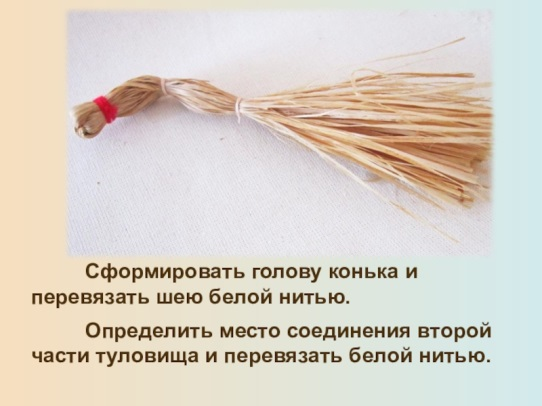 Сформировать голову конька и
перевязать шею белой нитью.
Определить место соединения второй
части туловища и перевязать белой нитью.